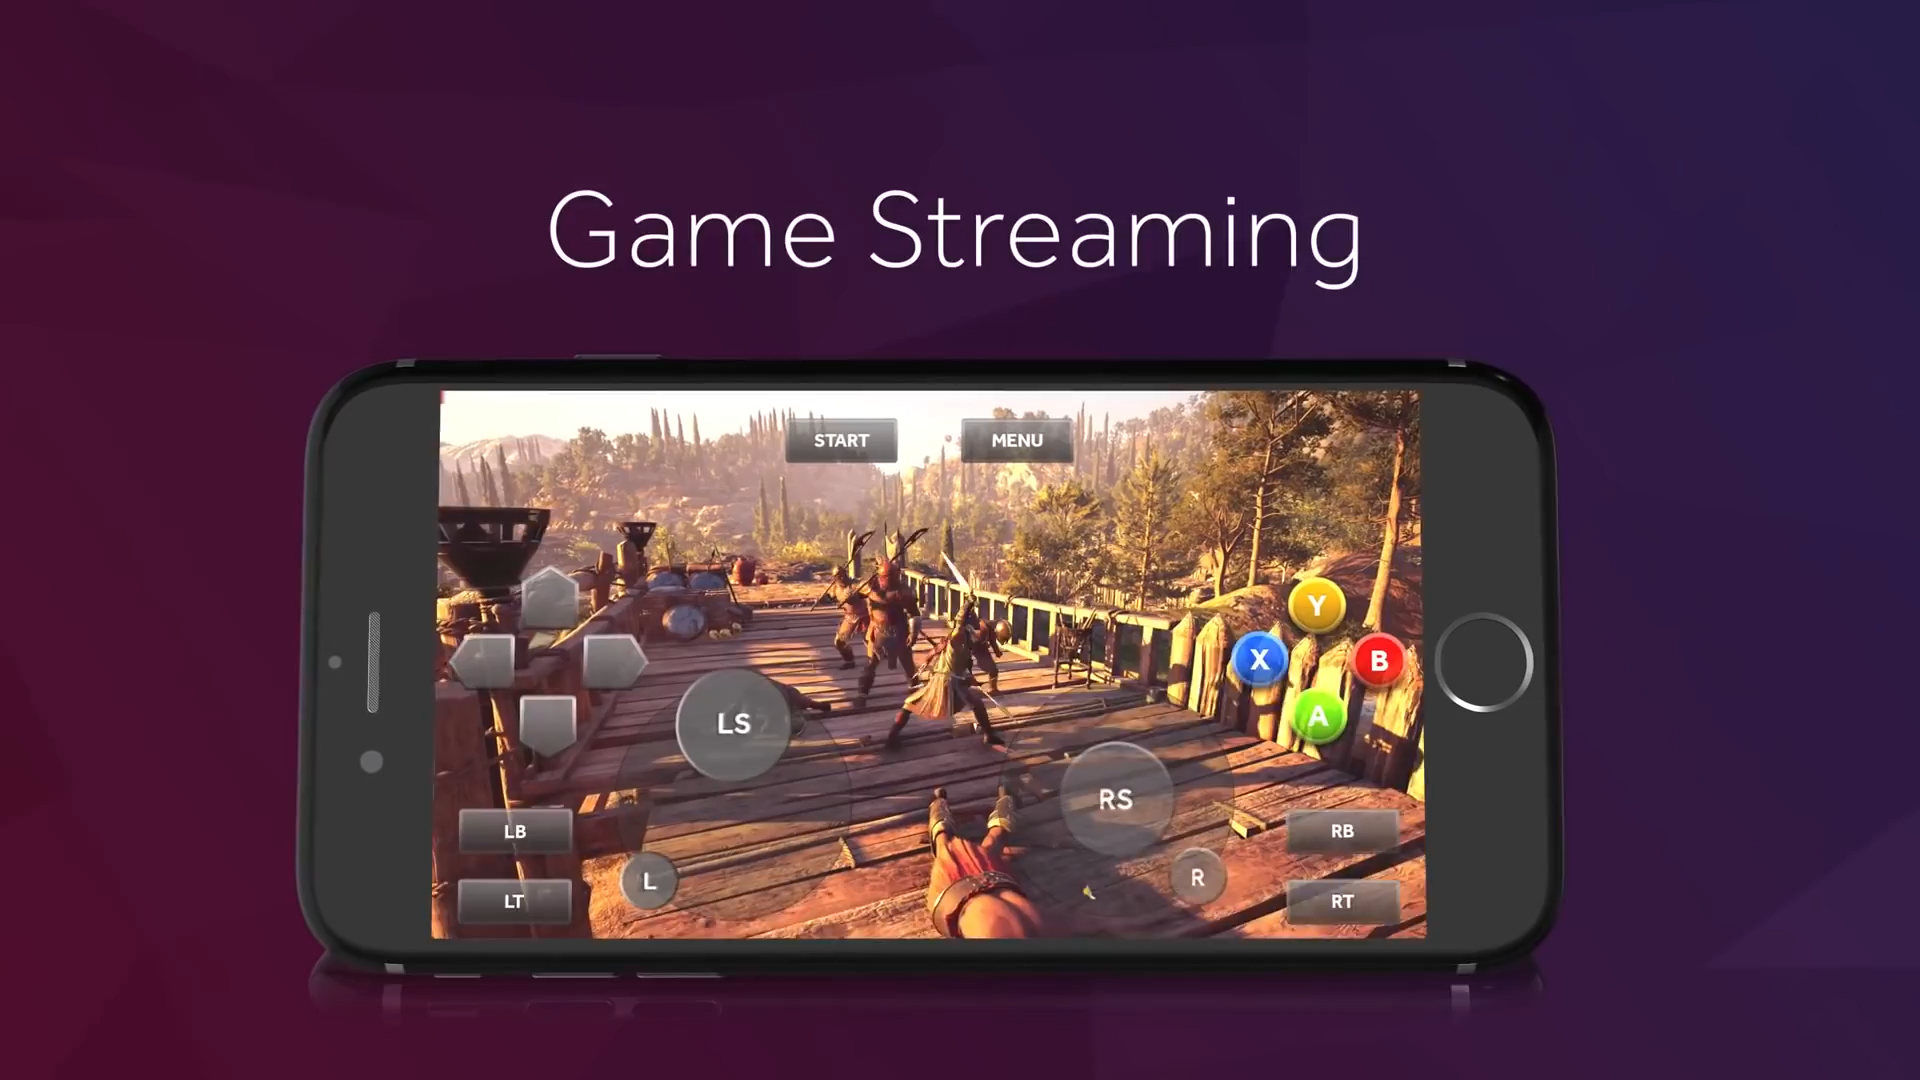 Game Streaming
START MENU
Y
X B
A
LS
RS
LB RB
L R
LT RT